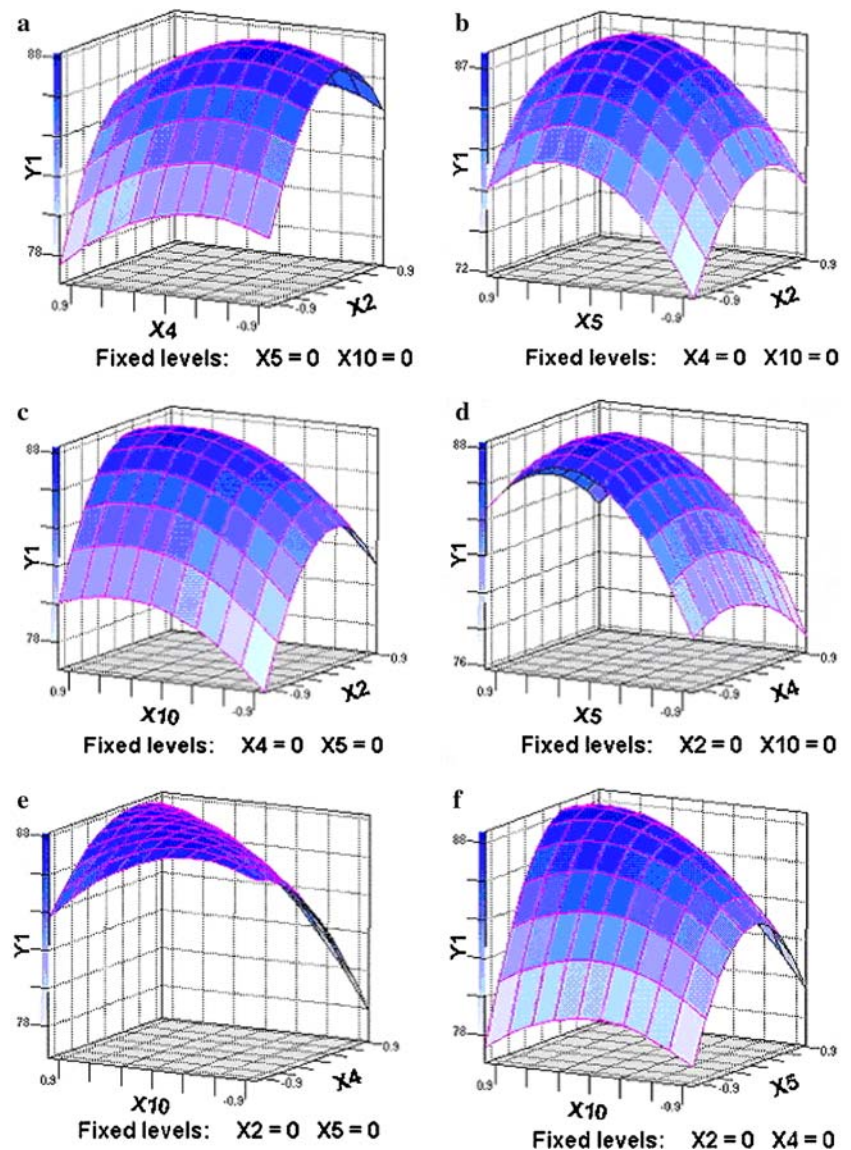 a
88
Y1
78
0.9
X4
-0.9
-0.9
X2
0.9
Fixed levels: X5 = 0 X10 = 0
b
87
Y1
72
0.9
X5
-0.9
-0.9
X2
0.9
Fixed levels: X4 = 0 X10 = 0
c
88
Y1
78
0.9
X10
-0.9
-0.9
X2
0.9
Fixed levels: X4 = 0 X5 = 0
d
88
Y1
76
0.9
X5
-0.9
-0.9
X4
0.9
Fixed levels: X2 = 0 X10 = 0
e
88
Y1
78
0.9
X10
-0.9
-0.9
X4
0.9
Fixed levels: X2 = 0 X5 = 0
f
88
Y1
78
0.9
X10
-0.9
-0.9
X5
0.9
Fixed levels: X2 = 0 X4 = 0